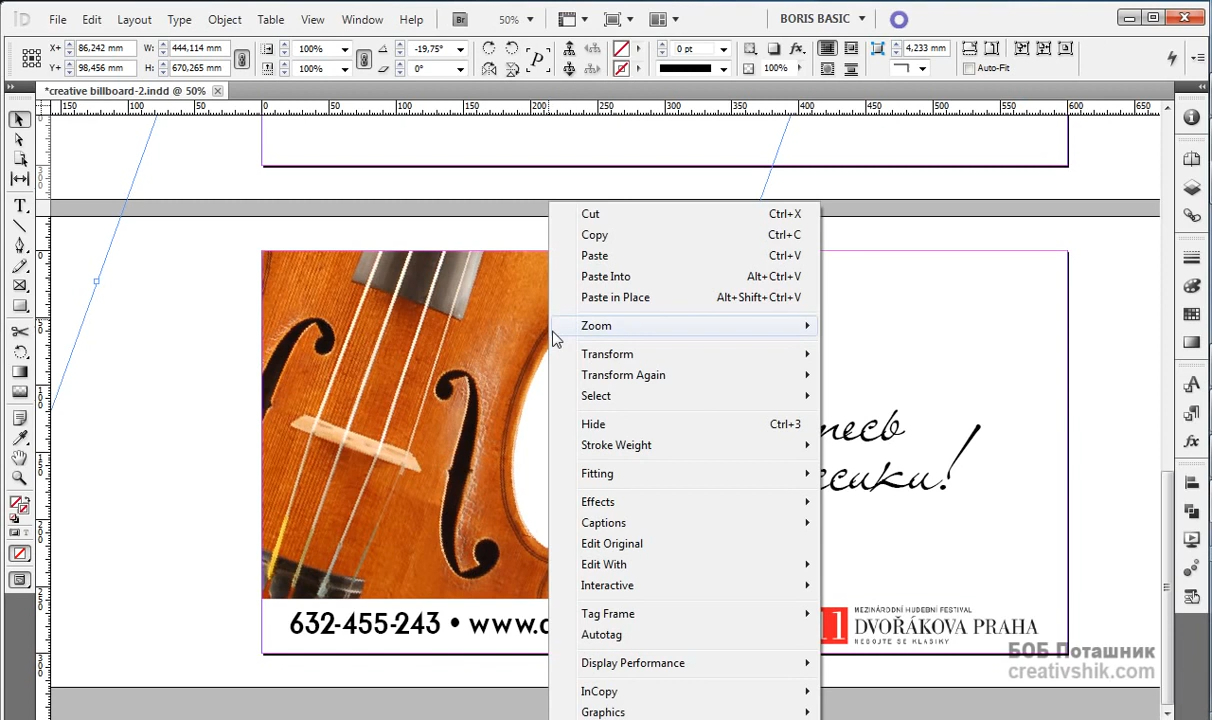 File Edit Layout Type Object Table View Window Help Br 50% BORIS BASIC
X: 86,242 mm W: 444,114 mm 100% -19,75° 0 pt 4,233 mm
Y: 98,456 mm H: 670,265 mm 100% 0° 100% Auto-Fit
*creative billboard-2.indd @ 50%
150 100 50 0 50 100 150 200 250 300 350 400 450 500 550 600 650
Cut Ctrl+X
Copy Ctrl+C
Paste Ctrl+V
Paste Into Alt+Ctrl+V
Paste in Place Alt+Shift+Ctrl+V
Zoom
Transform
Transform Again
Select
Hide Ctrl+3
Stroke Weight
Fitting
Effects
Captions
Edit Original
Edit With
Interactive
Tag Frame
Autotag
Display Performance
InCopy
Graphics
632-455-243 • www.
MEZINÁRODNÍ HUDEBNÍ FESTIVAL
DVOŘÁKOVA PRAHA
NEBOJTE SE KLASIKY
БОБ Поташник
creativshik.com